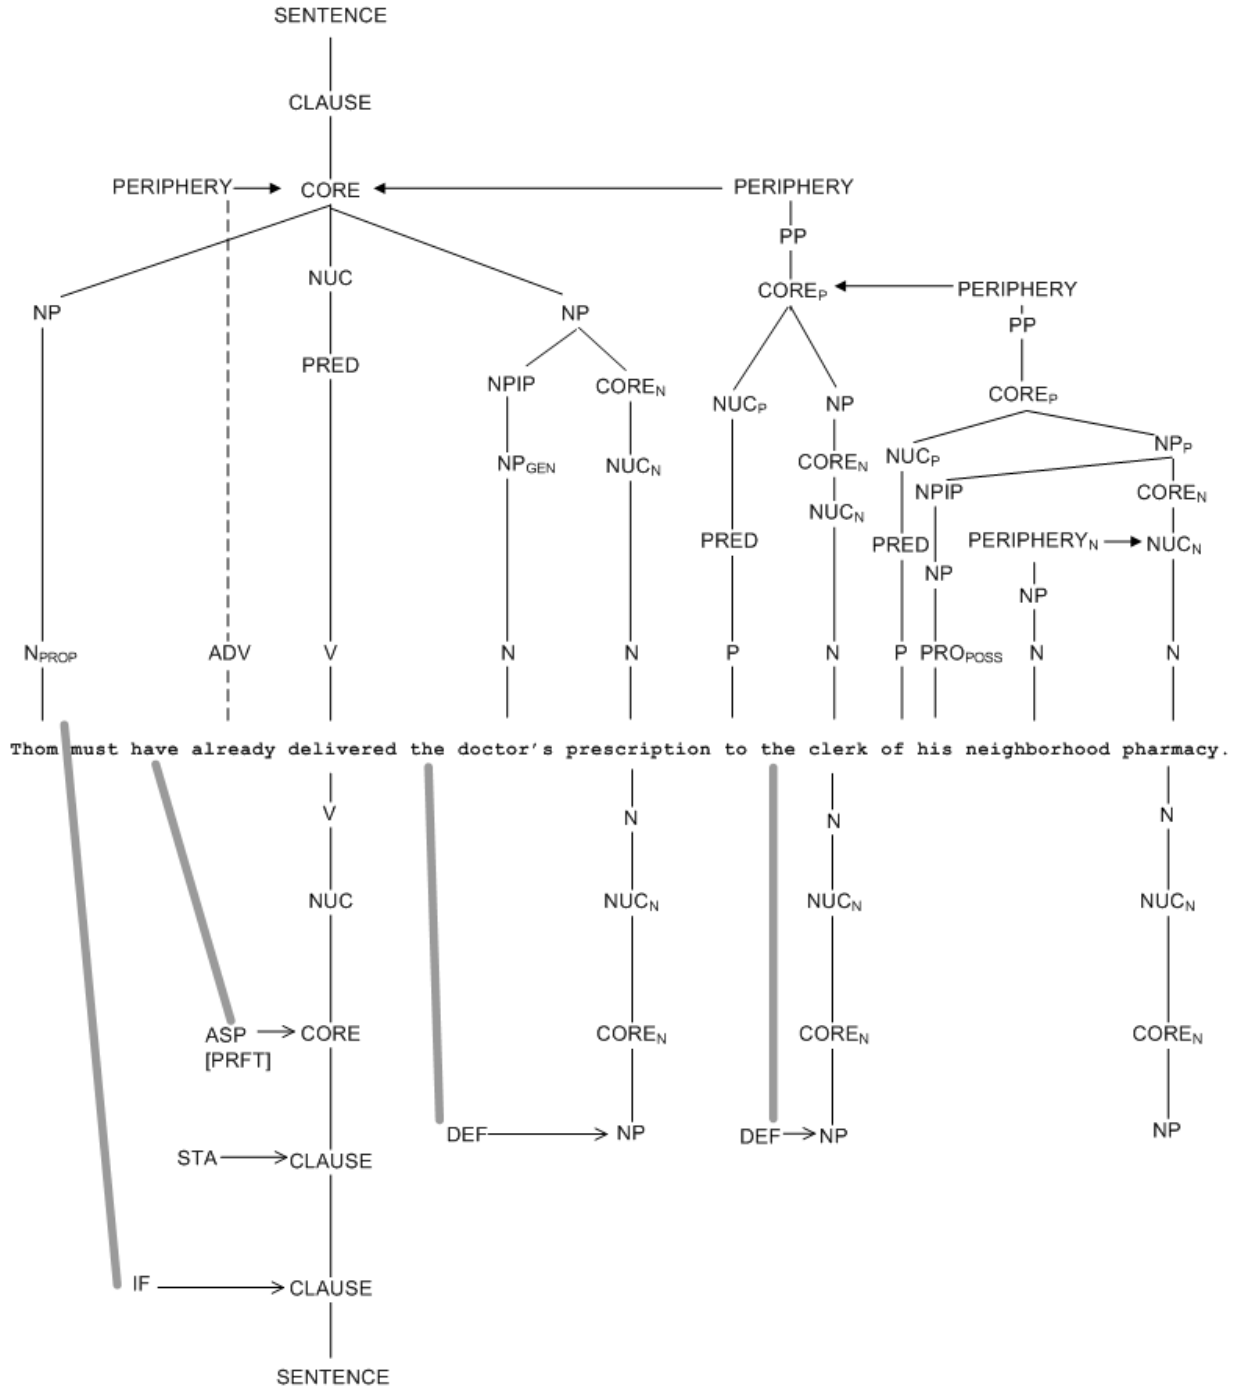 SENTENCE
CLAUSE
PERIPHERY CORE PERIPHERY
PP
NUC COREP PERIPHERY
NP NP PP
PRED NPIP COREN NUCP NP COREP
NPGEN NUCN COREN NUCP NPP
NPIP COREN
NUCN
PRED PRED PERIPHERYN NUCN
NP NP
NPROP ADV V N N P N P PROPOSS N N
Thom must have already delivered the doctor's prescription to the clerk of his neighborhood pharmacy.
V N N N
NUC NUCN NUCN NUCN
ASP CORE COREN COREN COREN
[PRFT]
DEF NP DEF NP NP
STA CLAUSE
IF CLAUSE
SENTENCE